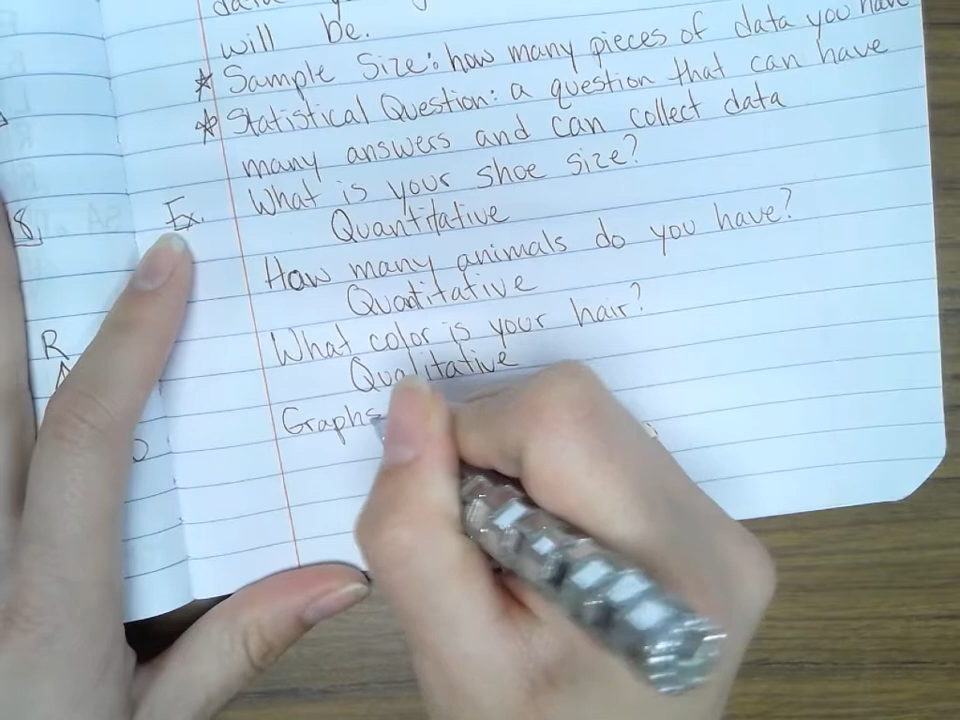 will be.
* Sample Size: how many pieces of data you have
* Statistical Question: a question that can have
many answers and can collect data
Ex. What is your shoe size?
Quantitative
How many animals do you have?
Quantitative
What color is your hair?
Qualitative
Graphs
8
R